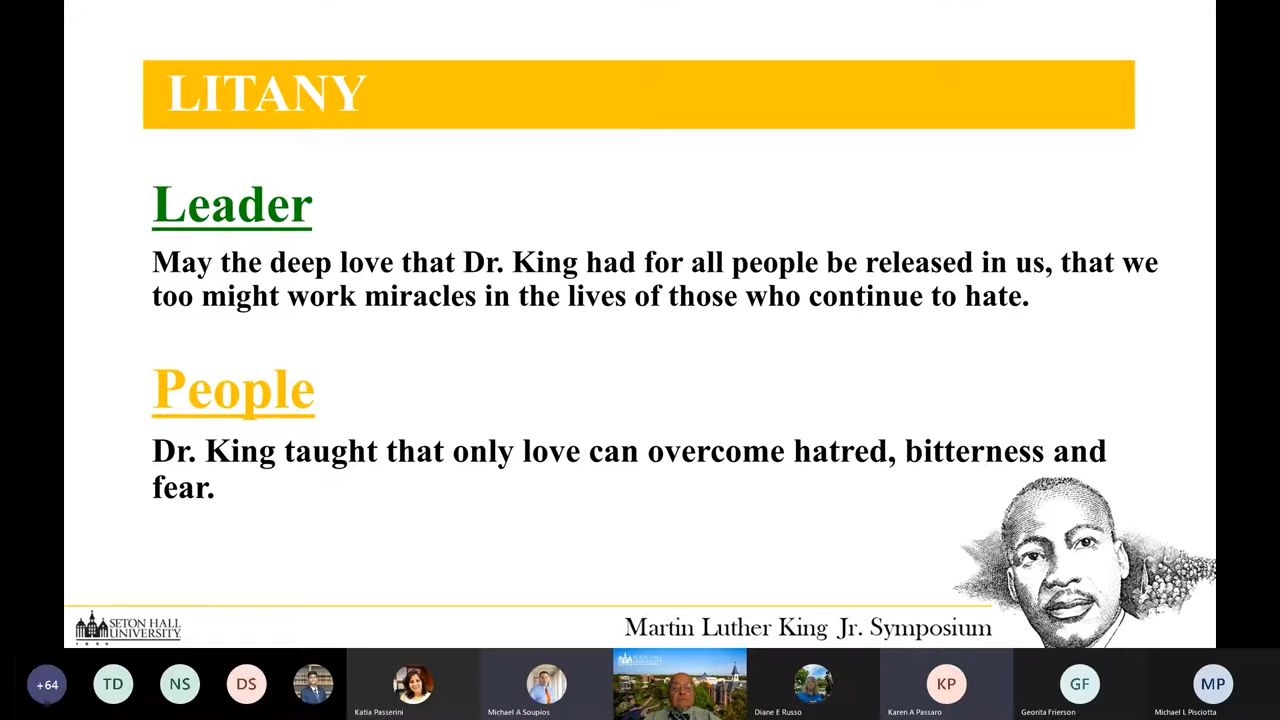 LITANY
Leader
May the deep love that Dr. King had for all people be released in us, that we
too might work miracles in the lives of those who continue to hate.
People
Dr. King taught that only love can overcome hatred, bitterness and
fear.
SETON HALL
UNIVERSITY
Martin Luther King Jr. Symposium
+64
TD
NS
DS
SETON HALL
UNIVERSITY
KP
GF
MP
Katia Passerini
Michael A Soupios
Diane E Russo
Karen A Passaro
Georita Frierson
Michael L Pisciotta